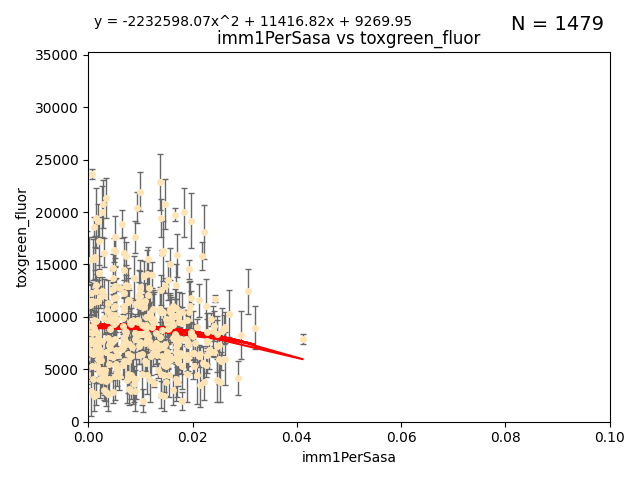 y = -2232598.07x^2 + 11416.82x + 9269.95
N = 1479
imm1PerSasa vs toxgreen_fluor
35000
30000
25000
20000
15000
10000
5000
0
toxgreen_fluor
0.00 0.02 0.04 0.06 0.08 0.10
imm1PerSasa